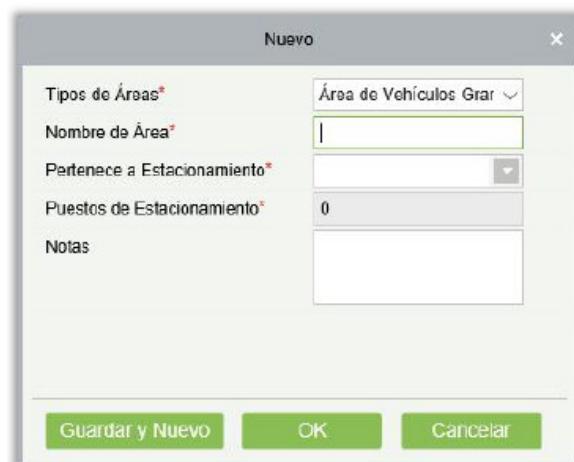 Nuevo
Tipos de Áreas* Área de Vehículos Grar
Nombre de Área*
Pertenece a Estacionamiento*
Puestos de Estacionamiento* 0
Notas
Guardar y Nuevo OK Cancelar